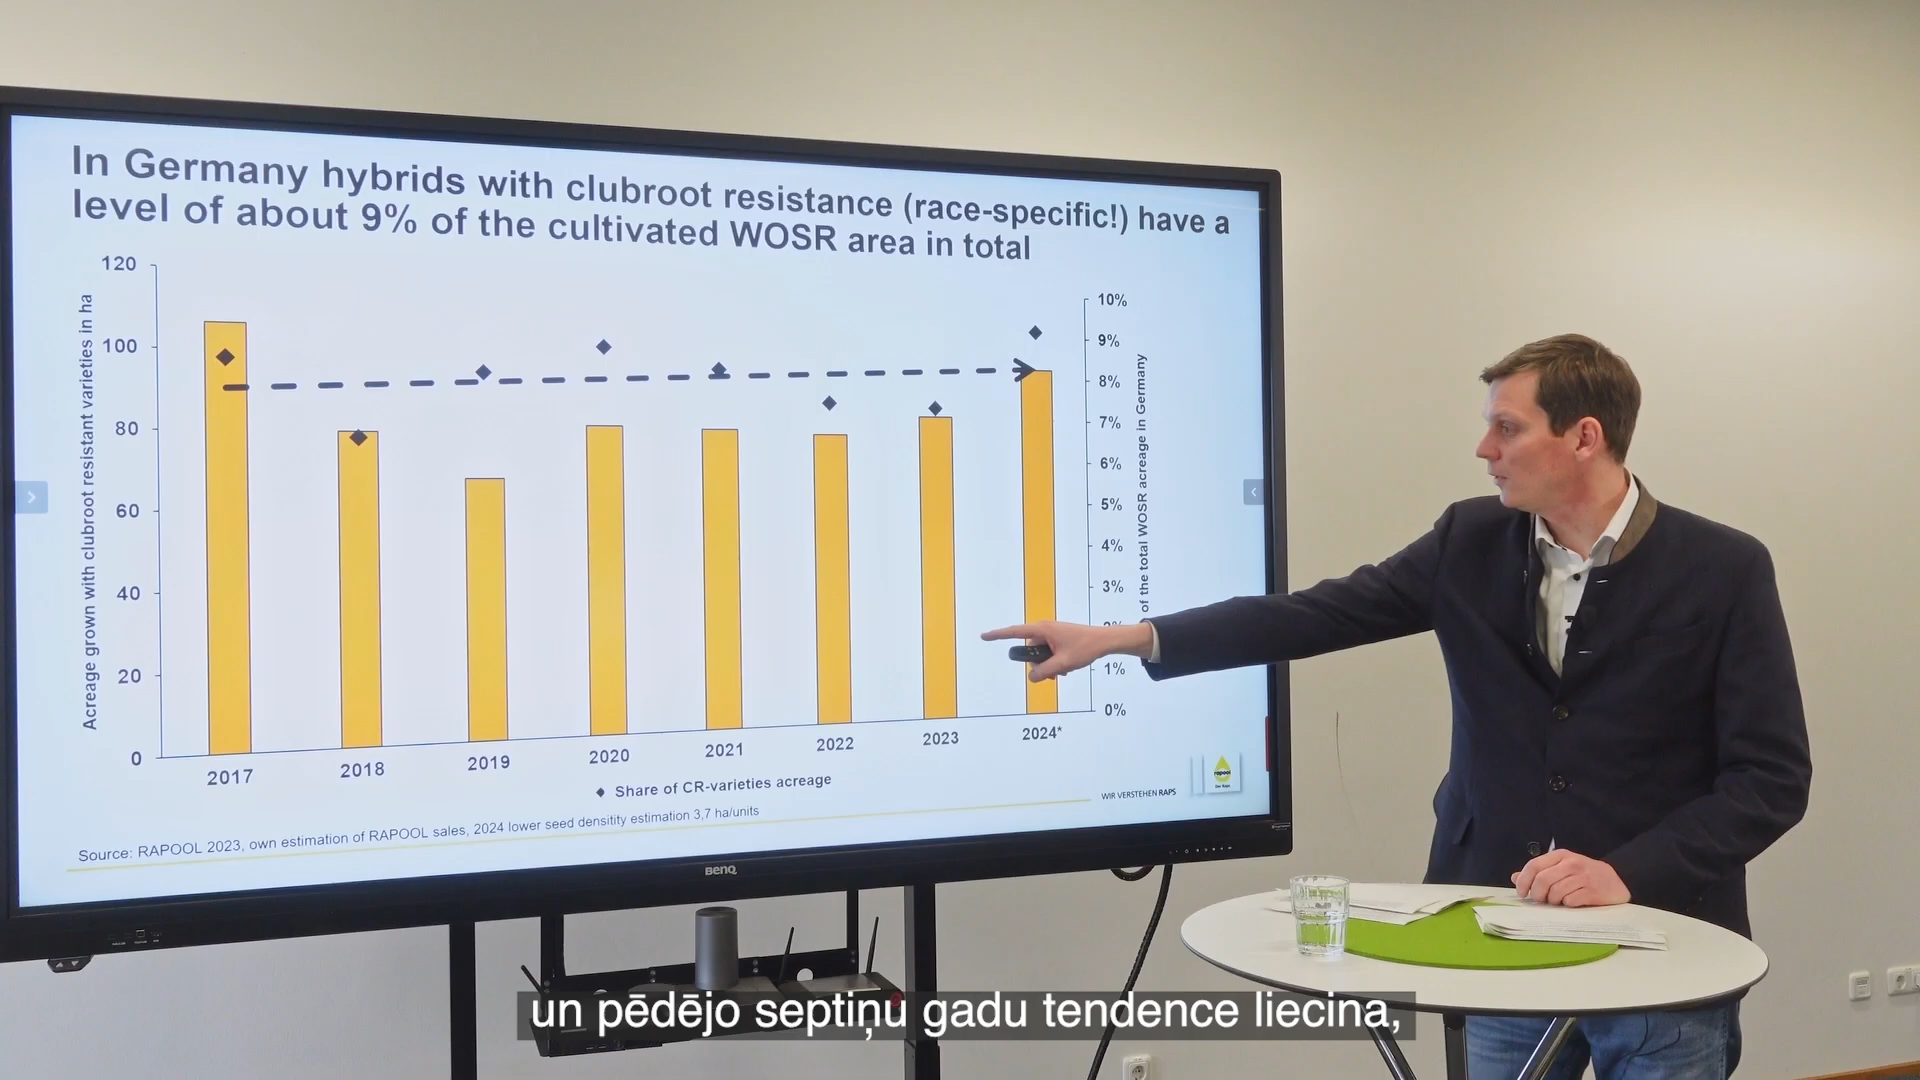 In Germany hybrids with clubroot resistance (race-specific!) have a
level of about 9% of the cultivated WOSR area in total
Acreage grown with clubroot resistant varieties in ha
120
100
80
60
40
20
0
10%
9%
8%
7%
6%
5%
4%
3%
1%
0%
of the total WOSR acreage in Germany
2017
2018
2019
2020
2021
2022
2023
2024*
Share of CR-varieties acreage
WIR VERSTEHEN RAPS
rapool
Source: RAPOOL 2023, own estimation of RAPOOL sales, 2024 lower seed densitity estimation 3,7 ha/units
BenQ
un pēdējo septiņu gadu tendence liecina,